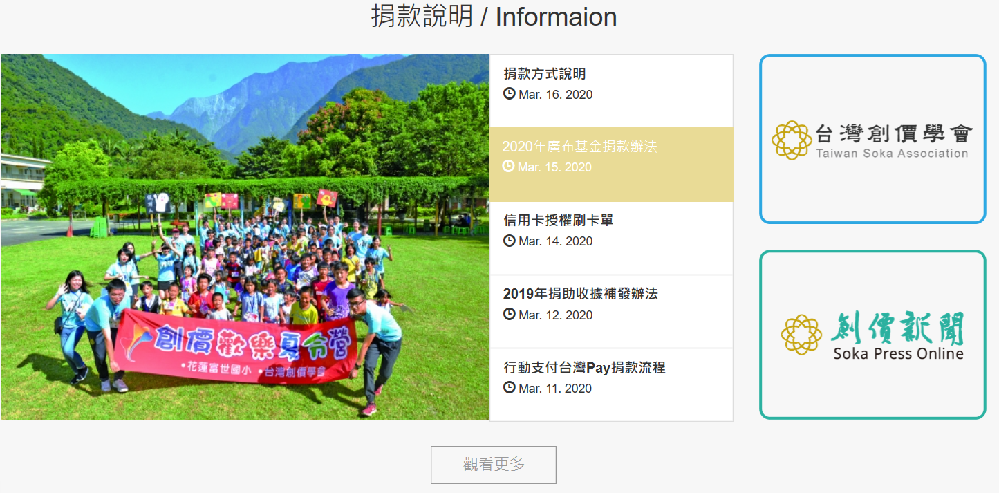 捐款說明 / Informaion
創價歡樂夏令營
•花蓮富世國小 •台灣創價學會
捐款方式說明
Mar. 16. 2020
2020年廣布基金捐款辦法
Mar. 15. 2020
信用卡授權刷卡單
Mar. 14. 2020
2019年捐助收據補發辦法
Mar. 12. 2020
行動支付台灣Pay捐款流程
Mar. 11. 2020
台灣創價學會
Taiwan Soka Association
創價新聞
Soka Press Online
觀看更多